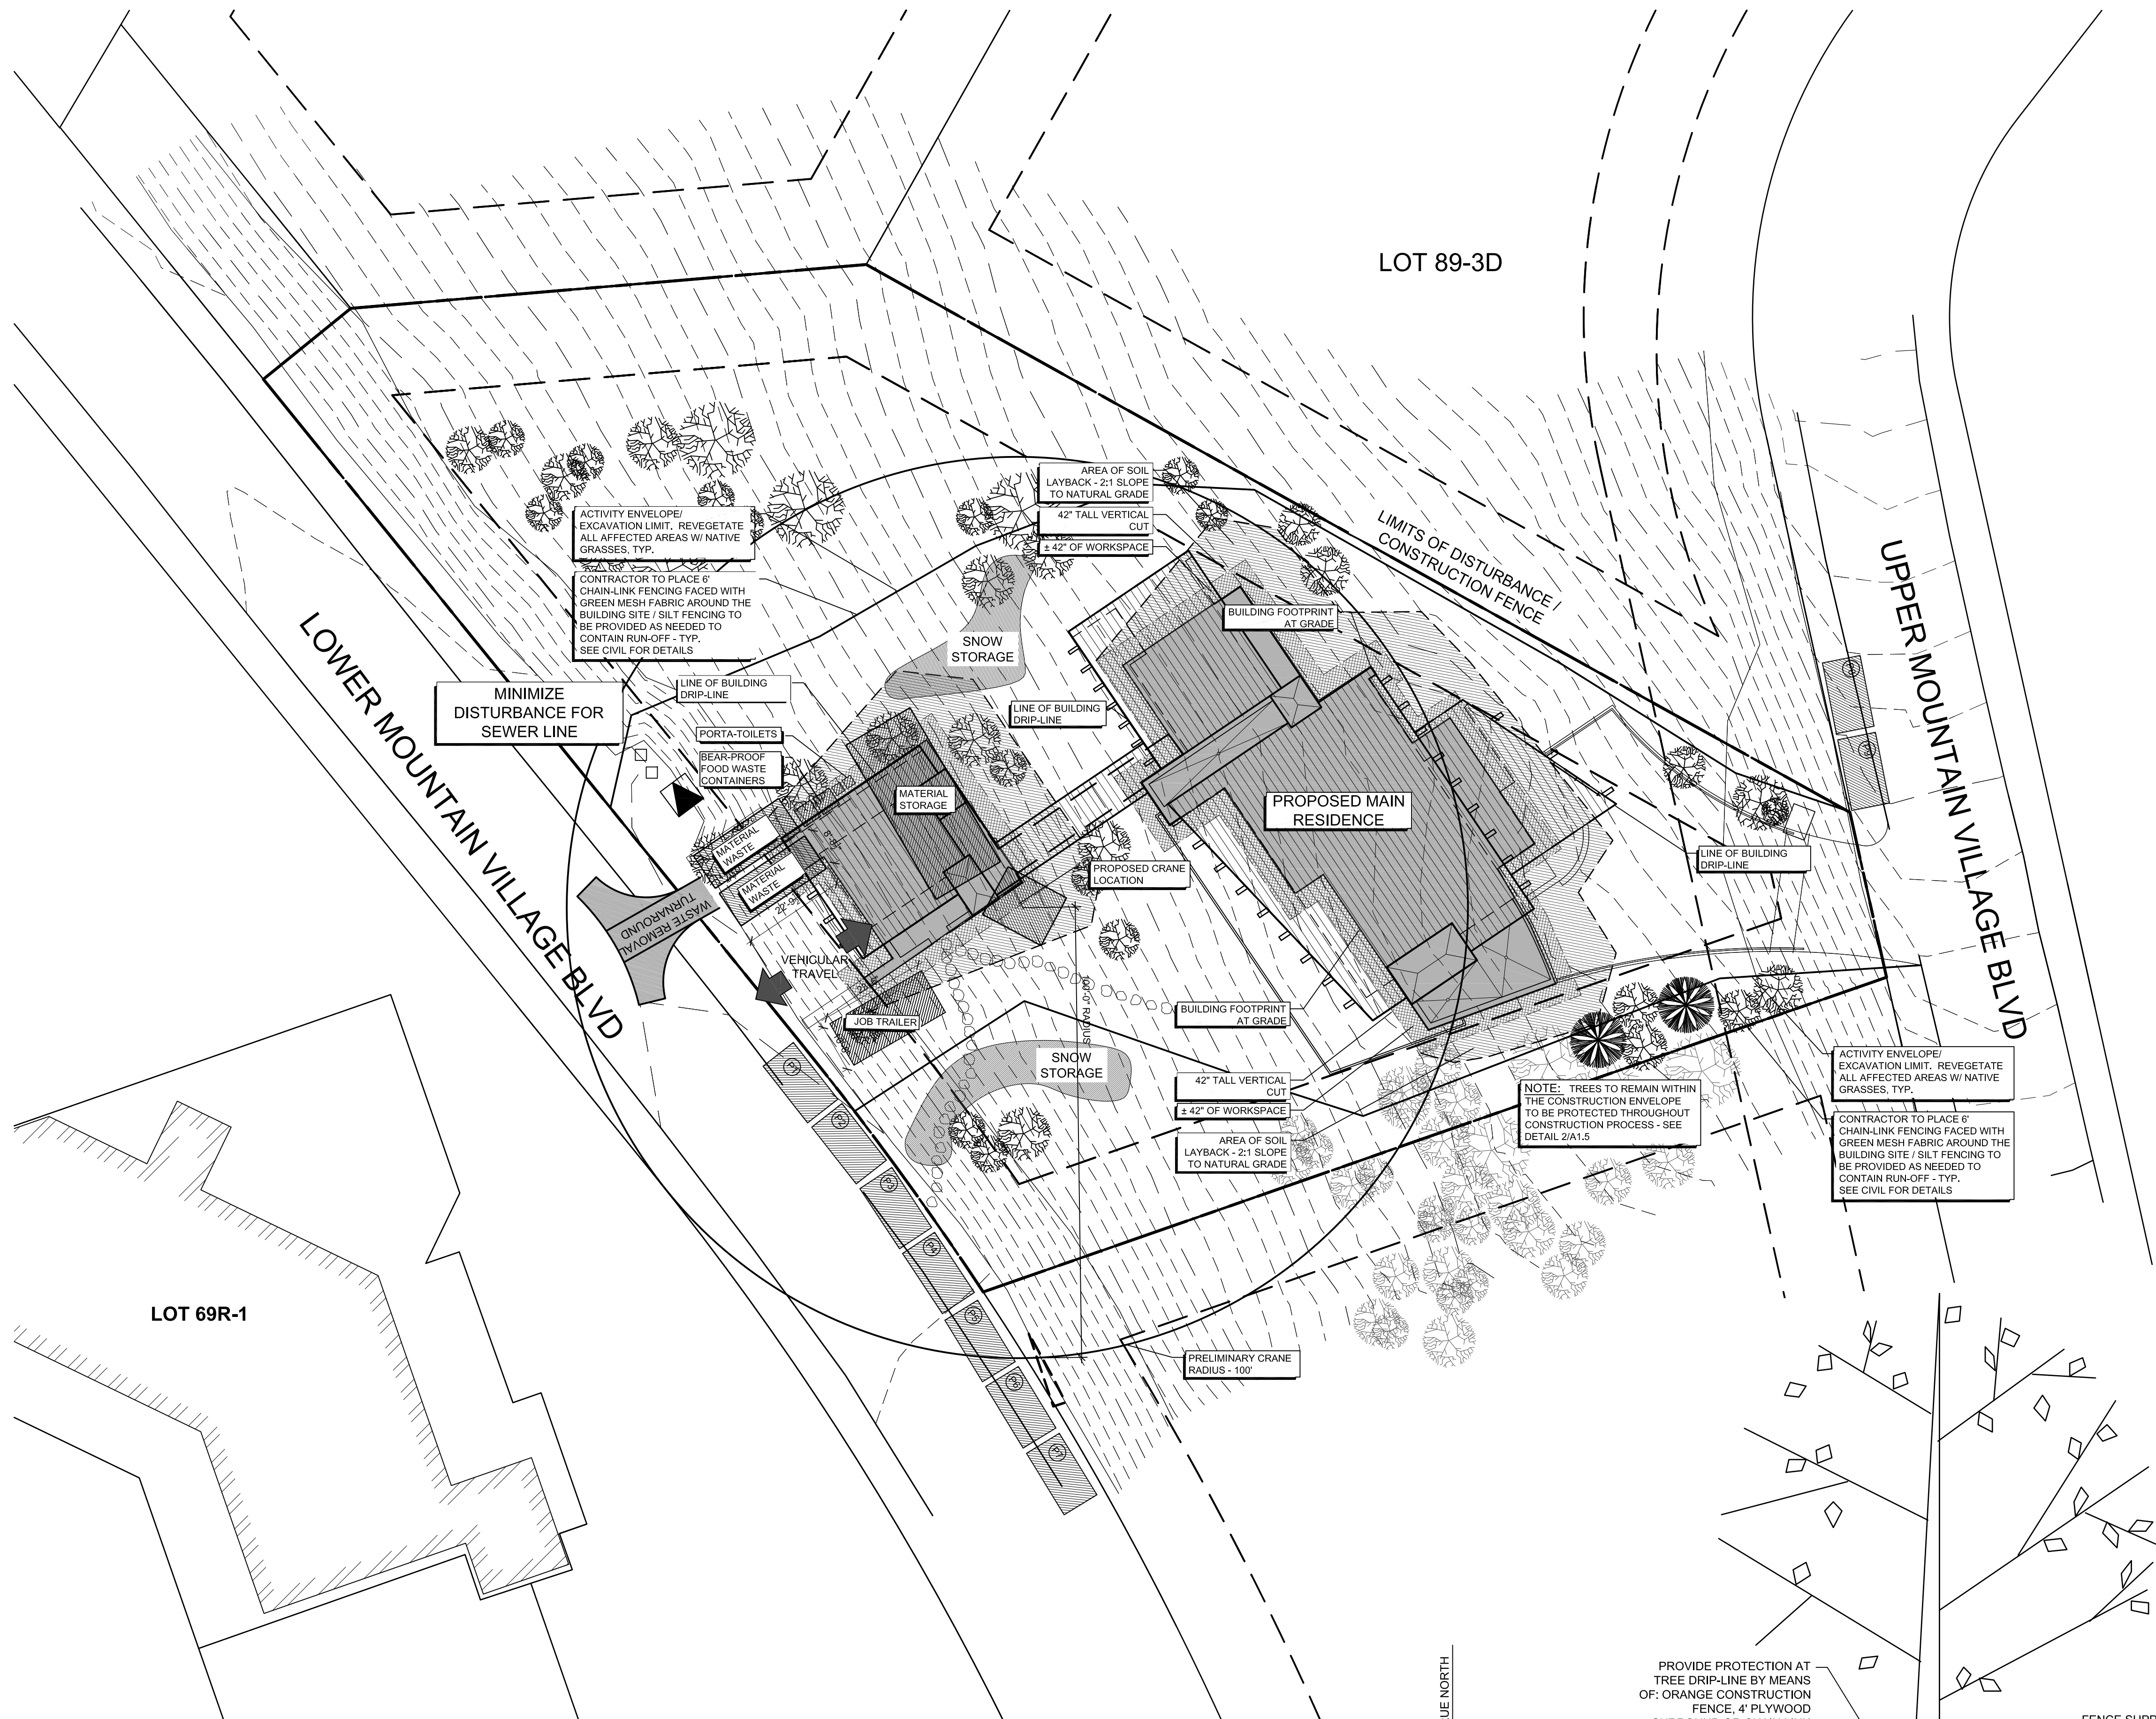 LOT 89-3D
AREA OF SOIL
LAYBACK - 2:1 SLOPE
TO NATURAL GRADE
42" TALL VERTICAL
CUT
± 42" OF WORKSPACE
ACTIVITY ENVELOPE/
EXCAVATION LIMIT. REVEGETATE
ALL AFFECTED AREAS W/ NATIVE
GRASSES, TYP.
CONTRACTOR TO PLACE 6'
CHAIN-LINK FENCING FACED WITH
GREEN MESH FABRIC AROUND THE
BUILDING SITE / SILT FENCING TO
BE PROVIDED AS NEEDED TO
CONTAIN RUN-OFF - TYP.
SEE CIVIL FOR DETAILS
LIMITS OF DISTURBANCE /
CONSTRUCTION FENCE
UPPER MOUNTAIN VILLAGE BLVD
BUILDING FOOTPRINT
AT GRADE
SNOW
STORAGE
LOWER MOUNTAIN VILLAGE BLVD
MINIMIZE
DISTURBANCE FOR
SEWER LINE
LINE OF BUILDING
DRIP-LINE
LINE OF BUILDING
DRIP-LINE
PORTA-TOILETS
BEAR-PROOF
FOOD WASTE
CONTAINERS
MATERIAL
STORAGE
PROPOSED MAIN
RESIDENCE
MATERIAL
WASTE
MATERIAL
WASTE
PROPOSED CRANE
LOCATION
LINE OF BUILDING
DRIP-LINE
WASTE REMOVAL
TURNAROUND
VEHICULAR
TRAVEL
JOB TRAILER
100'-0" RADIUS
BUILDING FOOTPRINT
AT GRADE
SNOW
STORAGE
42" TALL VERTICAL
CUT
± 42" OF WORKSPACE
AREA OF SOIL
LAYBACK - 2:1 SLOPE
TO NATURAL GRADE
NOTE: TREES TO REMAIN WITHIN
THE CONSTRUCTION ENVELOPE
TO BE PROTECTED THROUGHOUT
CONSTRUCTION PROCESS - SEE
DETAIL 2/A1.5
ACTIVITY ENVELOPE/
EXCAVATION LIMIT. REVEGETATE
ALL AFFECTED AREAS W/ NATIVE
GRASSES, TYP.
CONTRACTOR TO PLACE 6'
CHAIN-LINK FENCING FACED WITH
GREEN MESH FABRIC AROUND THE
BUILDING SITE / SILT FENCING TO
BE PROVIDED AS NEEDED TO
CONTAIN RUN-OFF - TYP.
SEE CIVIL FOR DETAILS
P1
P2
P3
P4
P5
P6
P7
LOT 69R-1
PRELIMINARY CRANE
RADIUS - 100'
UE NORTH
PROVIDE PROTECTION AT
TREE DRIP-LINE BY MEANS
OF: ORANGE CONSTRUCTION
FENCE, 4' PLYWOOD